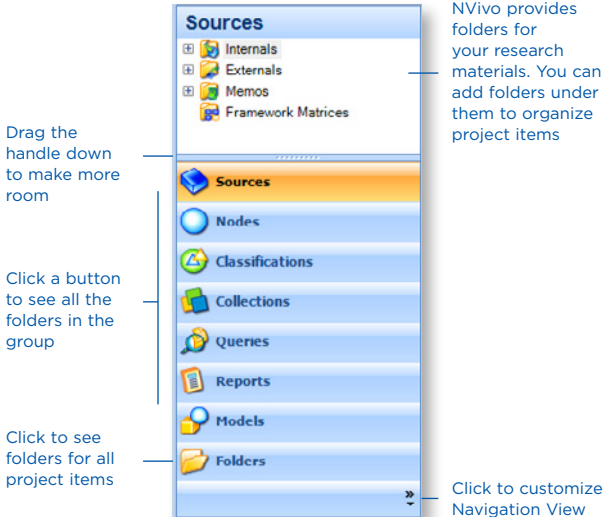 Sources
Internals
Externals
Memos
Framework Matrices
NVivo provides
folders for
your research
materials. You can
add folders under
them to organize
project items
Drag the
handle down
to make more
room
Sources
Nodes
Classifications
Collections
Queries
Reports
Models
Folders
Click a button
to see all the
folders in the
group
Click to see
folders for all
project items
Click to customize
Navigation View